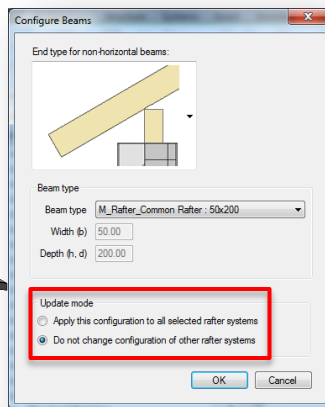 Configure Beams
End type for non-horizontal beams:
Beam type
Beam type M_Rafter_Common Rafter : 50x200
Width (b) 50.00
Depth (h, d) 200.00
Update mode
Apply this configuration to all selected rafter systems
Do not change configuration of other rafter systems
OK Cancel